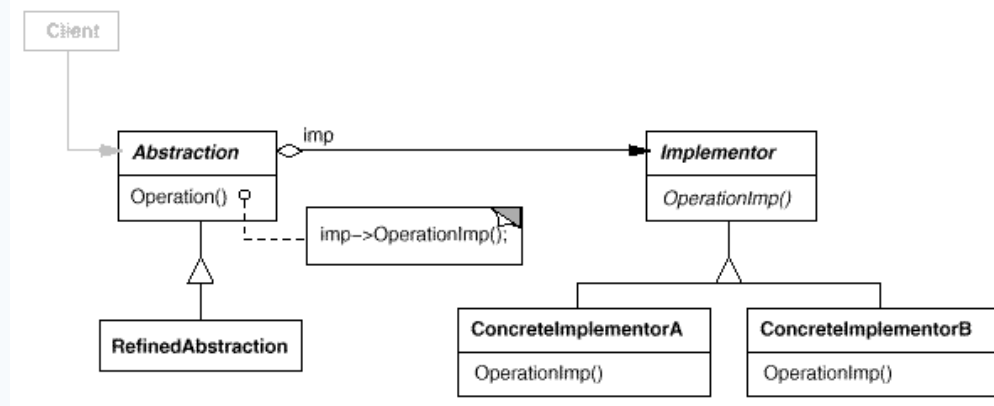 Client
imp
Abstraction
Implementor
Operation()
OperationImp()
imp->OperationImp();
RefinedAbstraction
ConcreteImplementorA
ConcreteImplementorB
OperationImp()
OperationImp()